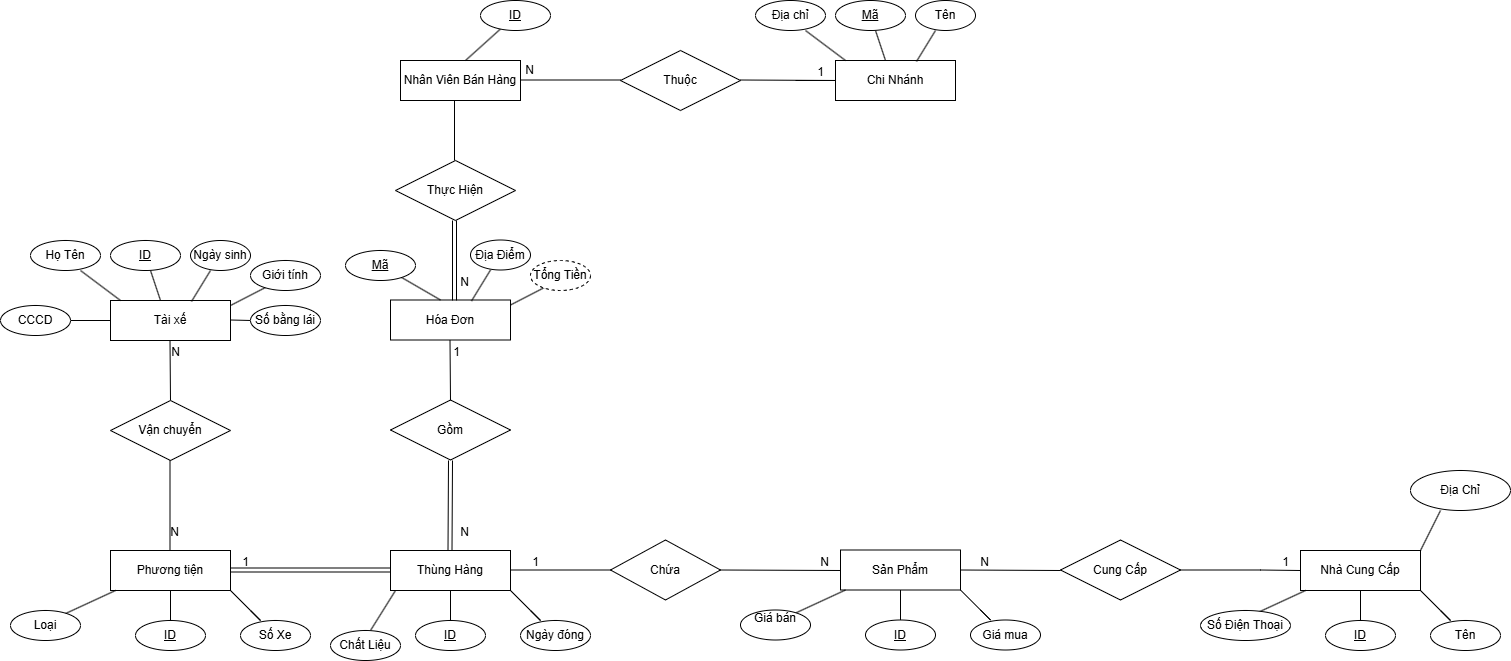 ID
Địa chỉ
Mã
Tên
Nhân Viên Bán Hàng
N
Thuộc
1
Chi Nhánh
Thực Hiện
N
Họ Tên
ID
Ngày sinh
Giới tính
CCCD
Tài xế
Số bằng lái
N
Mã
Địa Điểm
Tổng Tiền
Hóa Đơn
1
Vận chuyển
Gồm
N
N
Phương tiện
1
Thùng Hàng
1
Chứa
N
Sản Phẩm
N
Cung Cấp
1
Nhà Cung Cấp
Địa Chỉ
Loại
ID
Số Xe
Chất Liệu
ID
Ngày đóng
Giá bán
ID
Giá mua
Số Điện Thoại
ID
Tên